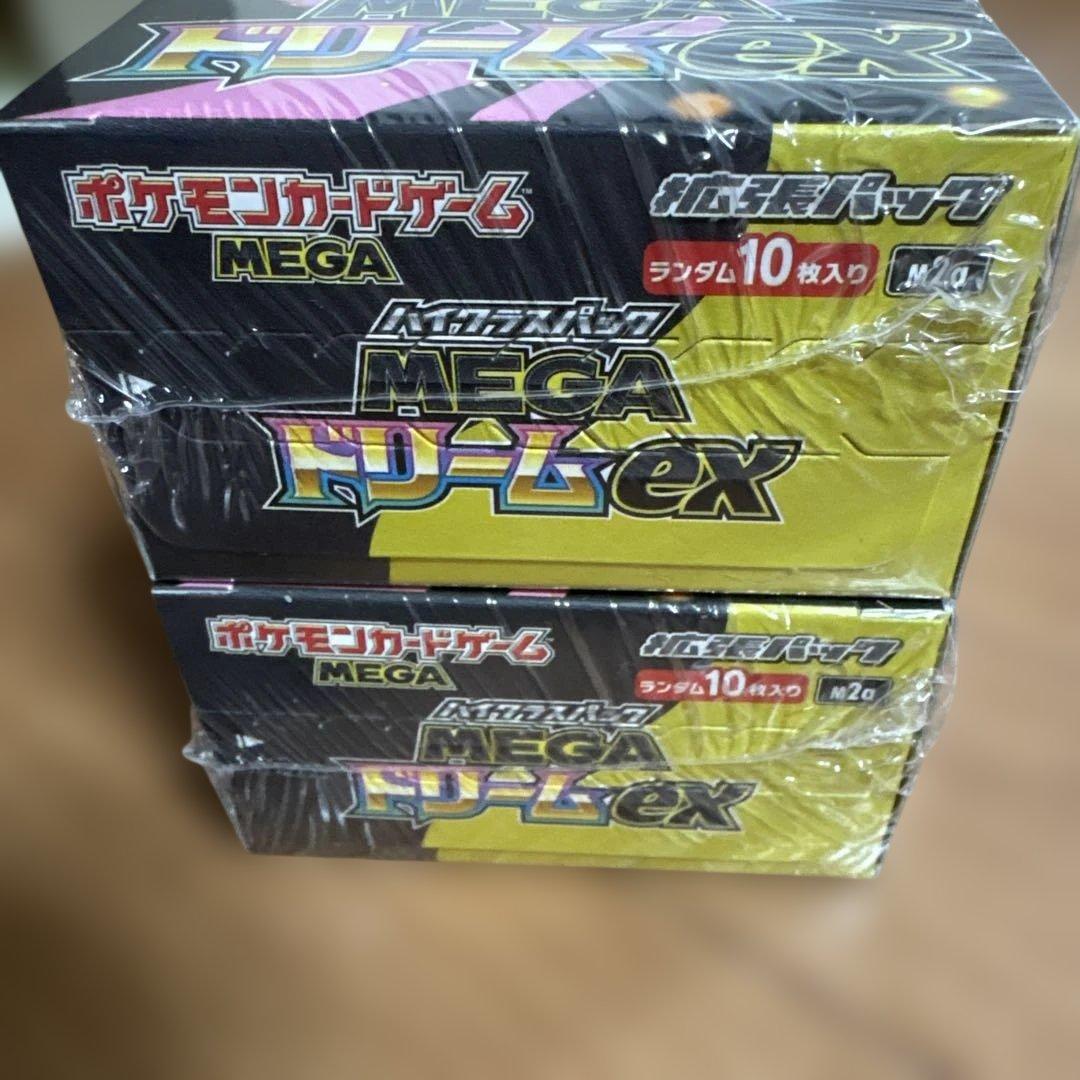 MEGA
ドリームex
ポケモンカードゲーム™
MEGA
拡張パック
ランダム10枚入り
M2a
ハイクラスパック
MEGA
ドリームex
ポケモンカードゲーム
MEGA
拡張パック
ランダム10枚入り
M2a
ハイクラスパック
MEGA
ドリームex